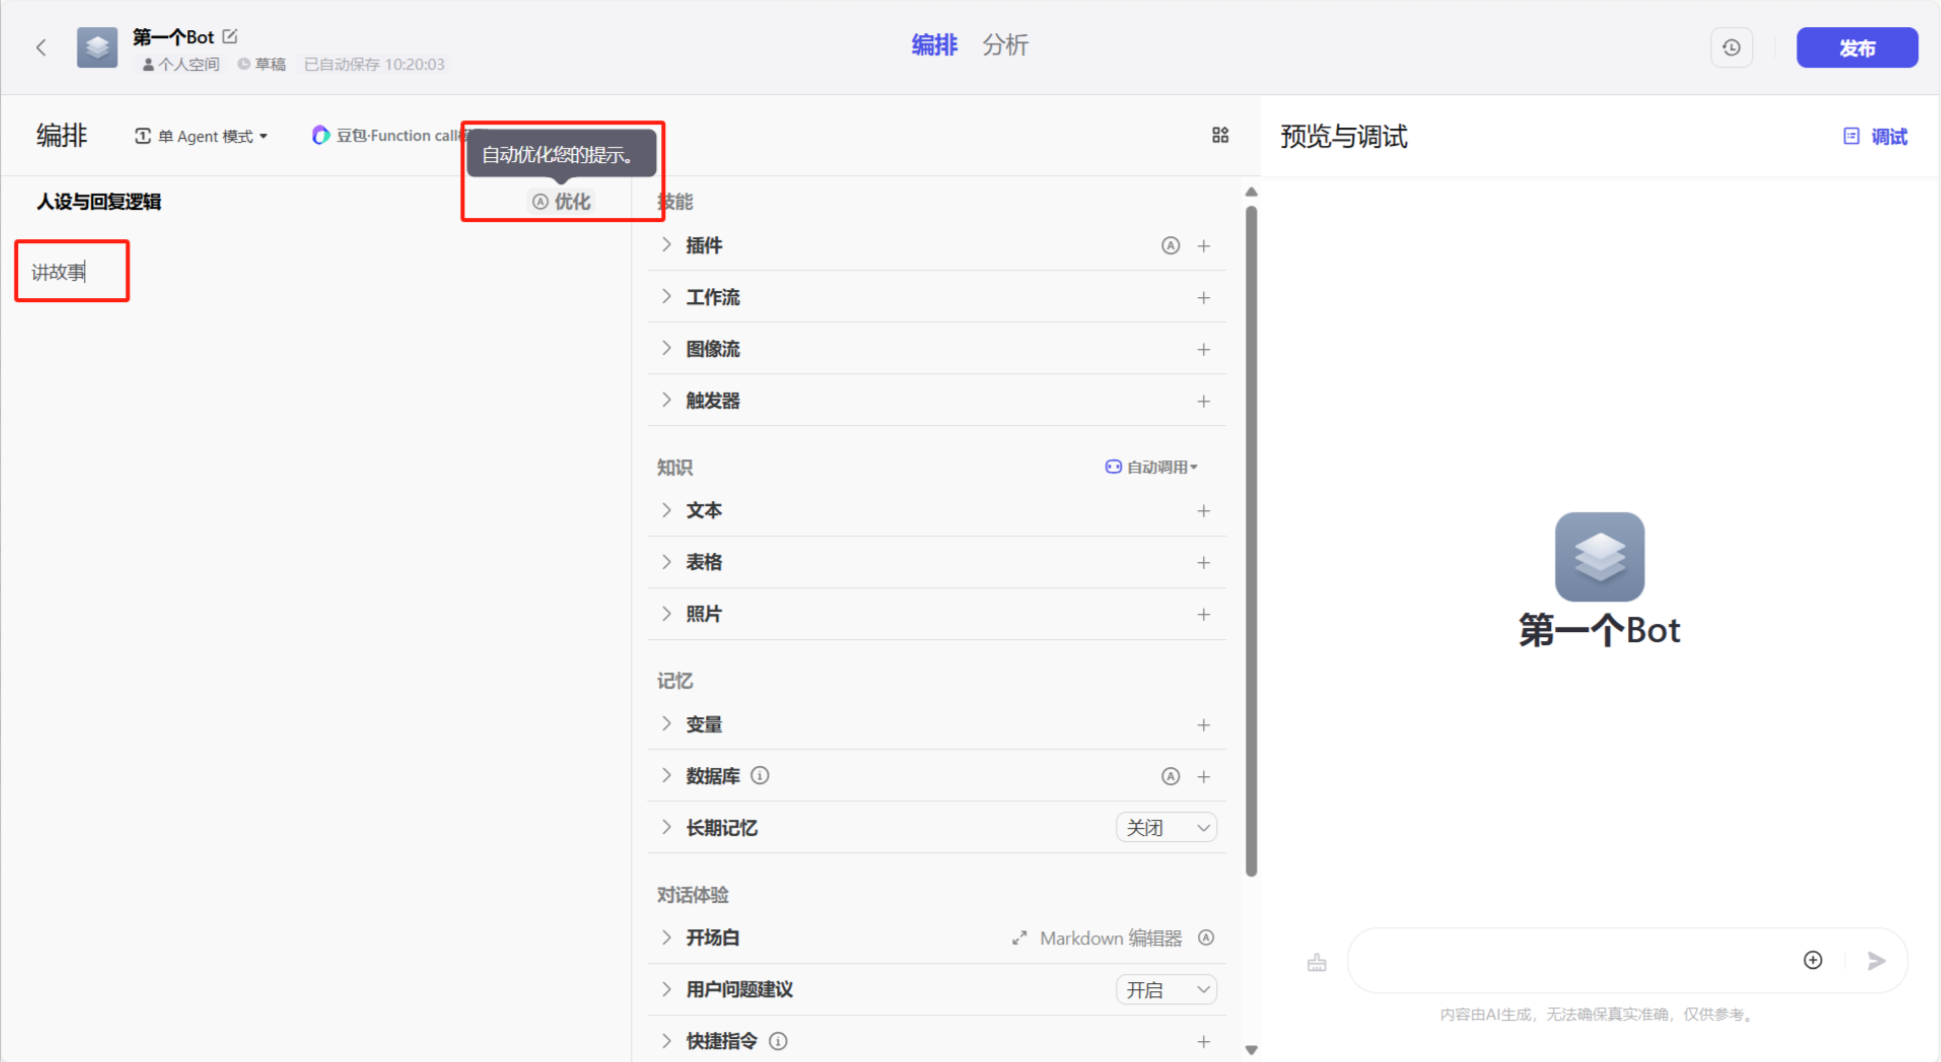 第一个Bot
个人空间 草稿 已自动保存 10:20:03
编排 分析
发布
编排 单 Agent 模式 豆包·Function call
自动优化您的提示。
预览与调试 调试
人设与回复逻辑 优化
讲故事
技能
插件
工作流
图像流
触发器
知识 自动调用
文本
表格
照片
记忆
变量
数据库
长期记忆 关闭
对话体验
开场白 Markdown 编辑器
用户问题建议 开启
快捷指令
第一个Bot
内容由AI生成，无法确保真实准确，仅供参考。